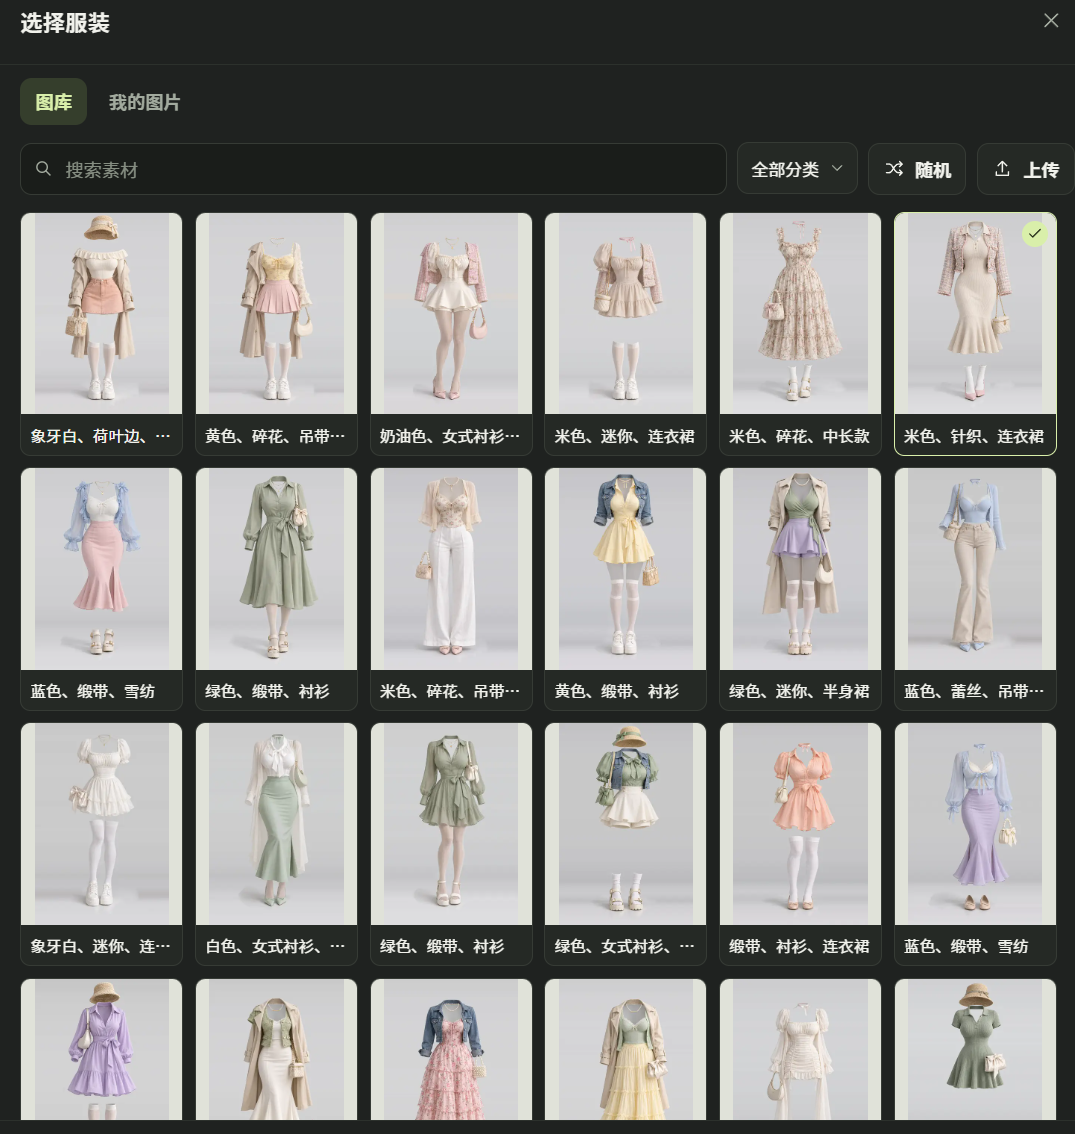 选择服装
图库
我的图片
搜索素材
全部分类
随机
上传
象牙白、荷叶边、…
黄色、碎花、吊带…
奶油色、女式衬衫…
米色、迷你、连衣裙
米色、碎花、中长款
米色、针织、连衣裙
蓝色、缎带、雪纺
绿色、缎带、衬衫
米色、碎花、吊带…
黄色、缎带、衬衫
绿色、迷你、半身裙
蓝色、蕾丝、吊带…
象牙白、迷你、连…
白色、女式衬衫、…
绿色、缎带、衬衫
绿色、女式衬衫、…
缎带、衬衫、连衣裙
蓝色、缎带、雪纺